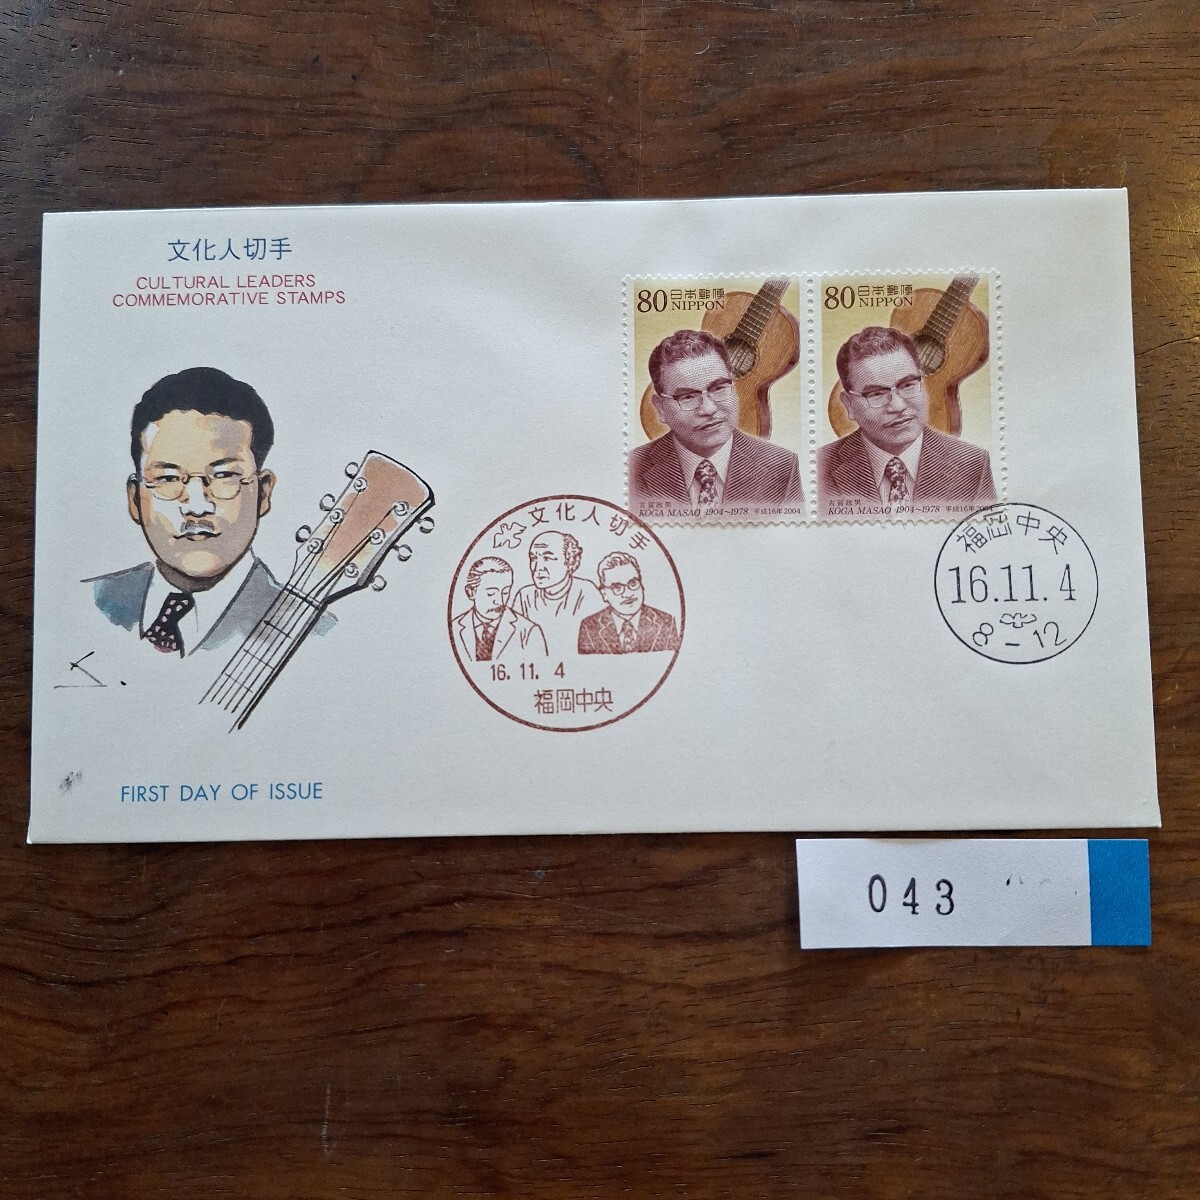 文化人切手
CULTURAL LEADERS
COMMEMORATIVE STAMPS
80 日本郵便
NIPPON
古賀政男
KOGA MASAO 1904~1978 平成16年2004
80 日本郵便
NIPPON
古賀政男
KOGA MASAO 1904~1978 平成16年2004
文化人切手
16.11.4
福岡中央
福岡中央
16.11.4
8-12
FIRST DAY OF ISSUE
043